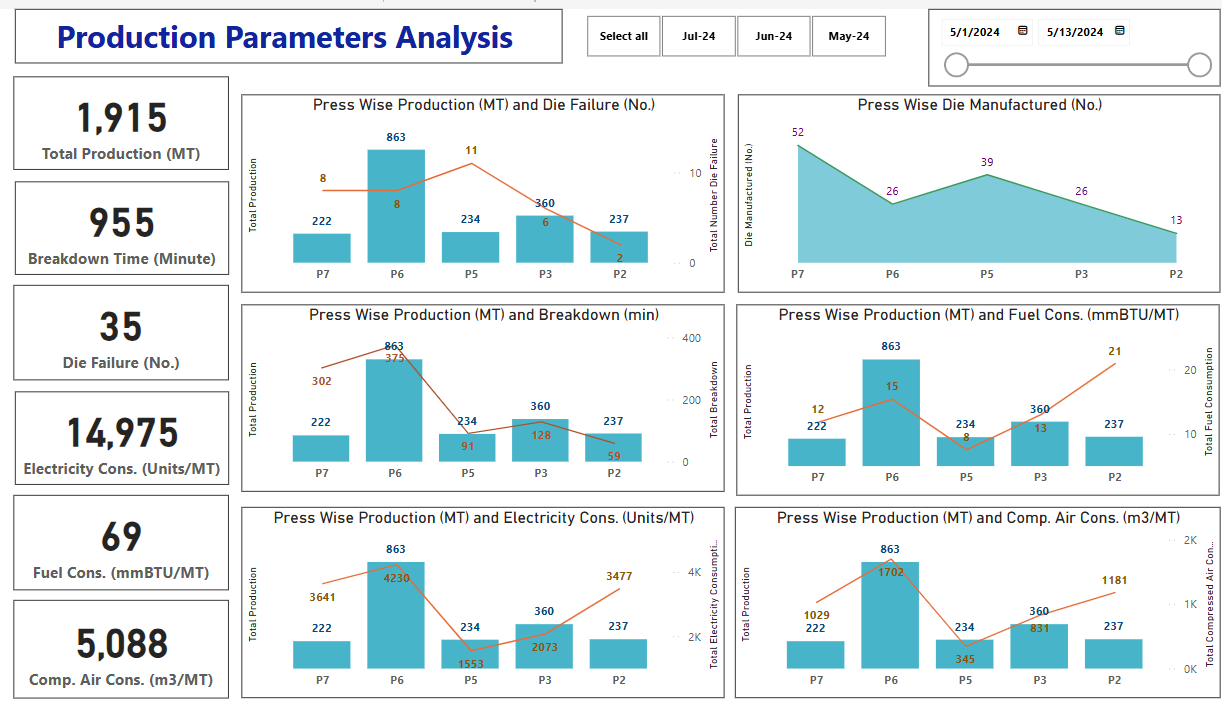 Production Parameters Analysis
Select all
Jul-24
Jun-24
May-24
5/1/2024
5/13/2024
1,915
Total Production (MT)
955
Breakdown Time (Minute)
35
Die Failure (No.)
14,975
Electricity Cons. (Units/MT)
69
Fuel Cons. (mmBTU/MT)
5,088
Comp. Air Cons. (m3/MT)
Press Wise Production (MT) and Die Failure (No.)
Total Production
Total Number Die Failure
863
11
8
8
360
222
234
6
237
2
10
0
P7 P6 P5 P3 P2
Press Wise Die Manufactured (No.)
Die Manufactured (No.)
52
26
39
26
13
P7 P6 P5 P3 P2
Press Wise Production (MT) and Breakdown (min)
Total Production
Total Breakdown
863
375
302
222
234
91
360
128
237
59
400
200
0
P7 P6 P5 P3 P2
Press Wise Production (MT) and Fuel Cons. (mmBTU/MT)
Total Production
Total Fuel Consumption
863
21
15
12
222
234
8
360
13
237
20
10
P7 P6 P5 P3 P2
Press Wise Production (MT) and Electricity Cons. (Units/MT)
Total Production
Total Electricity Consumpti...
863
4230
3641
222
234
1553
360
2073
3477
237
4K
2K
P7 P6 P5 P3 P2
Press Wise Production (MT) and Comp. Air Cons. (m3/MT)
Total Production
Total Compressed Air Con...
863
1702
1029
222
234
345
360
831
1181
237
2K
1K
0K
P7 P6 P5 P3 P2